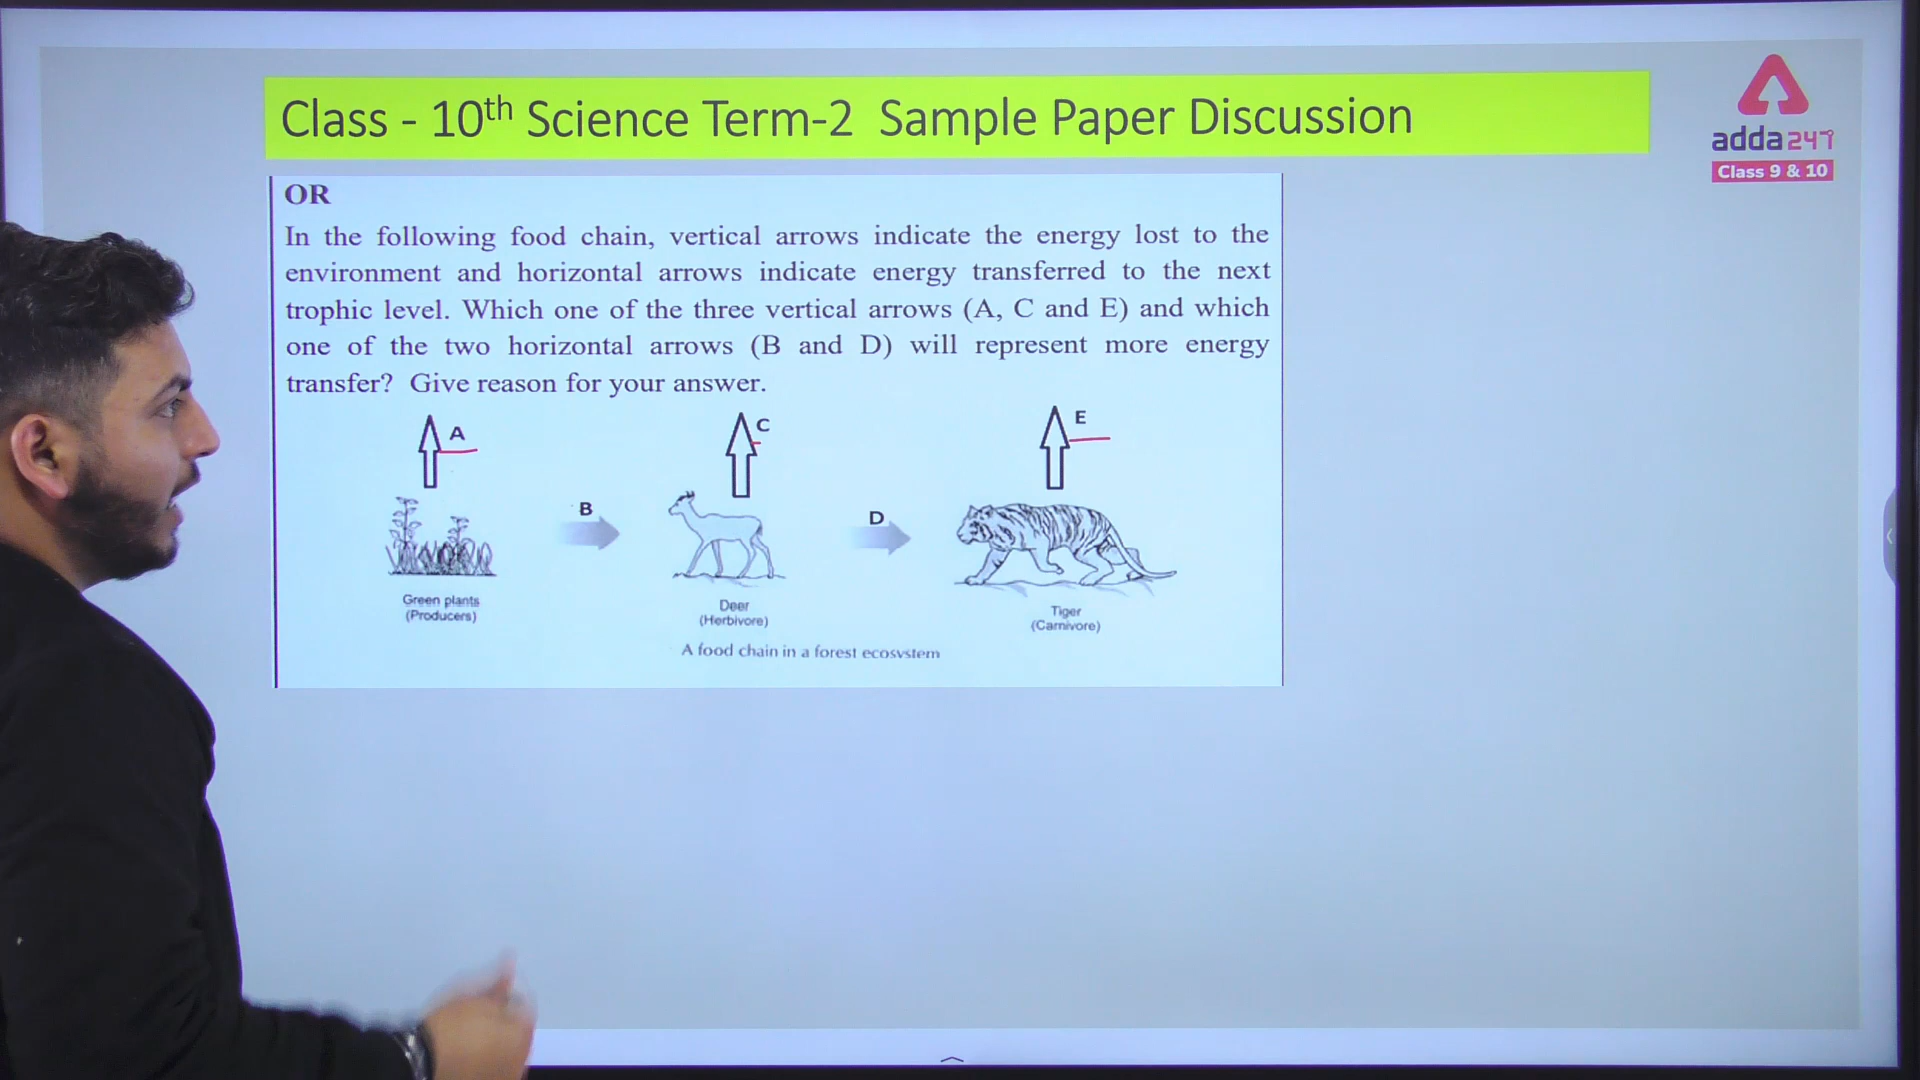 Class - 10th Science Term-2 Sample Paper Discussion
adda247
Class 9 & 10
OR
In the following food chain, vertical arrows indicate the energy lost to the
environment and horizontal arrows indicate energy transferred to the next
trophic level. Which one of the three vertical arrows (A, C and E) and which
one of the two horizontal arrows (B and D) will represent more energy
transfer? Give reason for your answer.
A
C
E
B
D
Green plants
(Producers)
Deer
(Herbivore)
Tiger
(Carnivore)
A food chain in a forest ecosystem